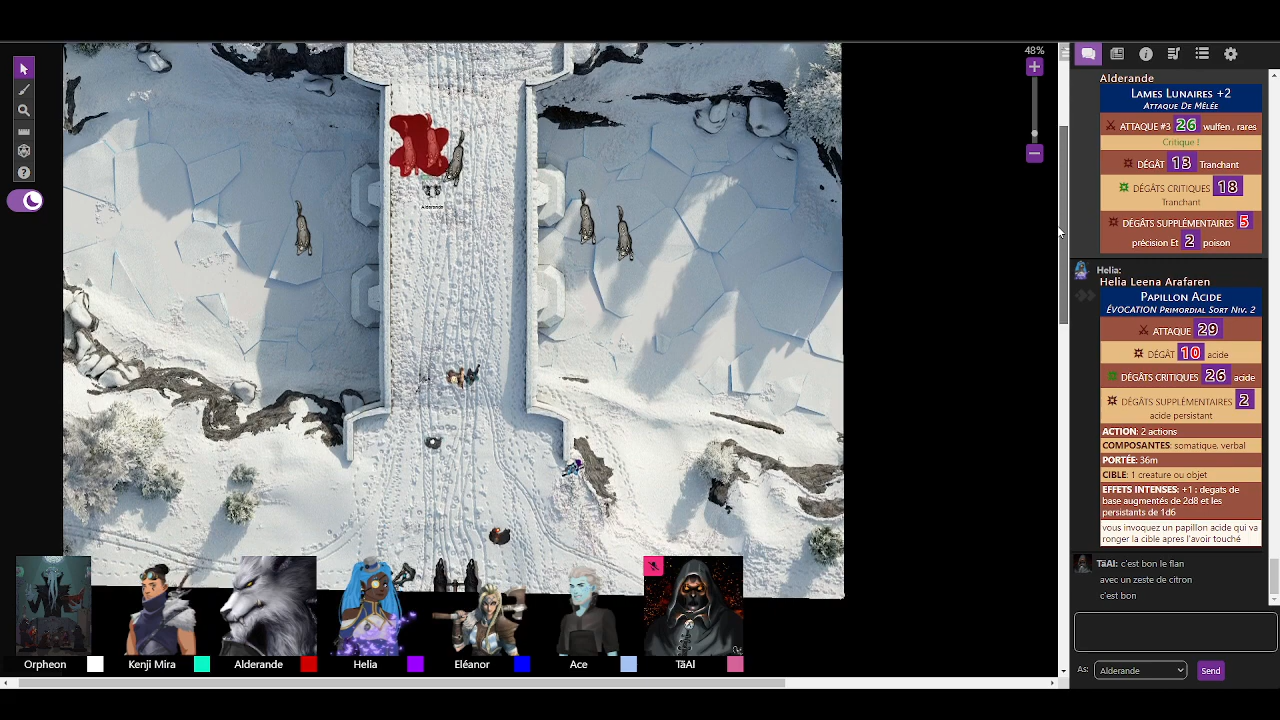 48%
Alderande
LAMES LUNAIRES +2
ATTAQUE DE MÊLÉE
ATTAQUE #3 26 wulfen, rares
Critique !
DÉGÂT 13 Tranchant
DÉGÂTS CRITIQUES 18
Tranchant
DÉGÂTS SUPPLÉMENTAIRES 5
précision Et 2 poison
Helia:
Helia Leena Arafaren
PAPILLON ACIDE
ÉVOCATION PRIMORDIAL SORT NIV. 2
ATTAQUE 29
DÉGÂT 10 acide
DÉGÂTS CRITIQUES 26 acide
DÉGÂTS SUPPLÉMENTAIRES 2
acide persistant
ACTION: 2 actions
COMPOSANTES: somatique, verbal
PORTÉE: 36m
CIBLE: 1 creature ou objet
EFFETS INTENSES: +1 : degats de
base augmentés de 2d8 et les
persistants de 1d6
vous invoquez un papillon acide qui va
ronger la cible apres l'avoir touché
TãAl: c'est bon le flan
avec un zeste de citron
c'est bon
Alderande
As: Alderande Send
Orpheon
Kenji Mira
Alderande
Helia
Eléanor
Ace
TãAl